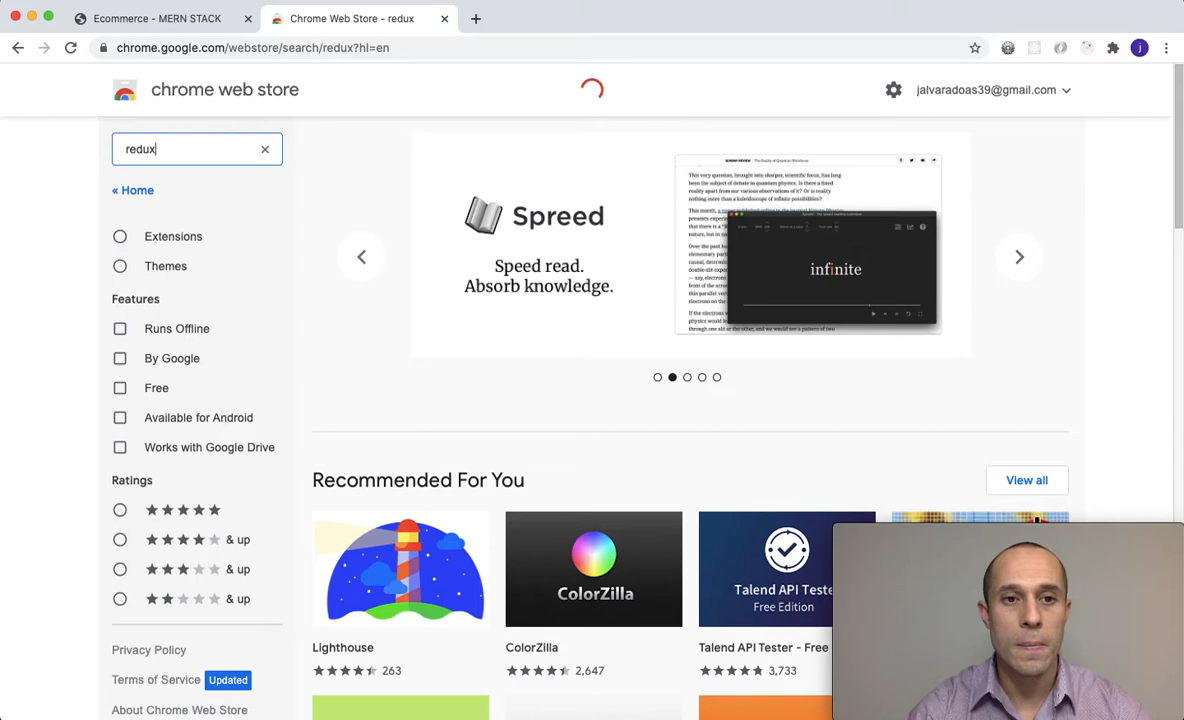 Ecommerce - MERN STACK
Chrome Web Store - redux
chrome.google.com/webstore/search/redux?hl=en
j
chrome web store
jalvaradoas39@gmail.com
redux
« Home
Extensions
Themes
Features
Runs Offline
By Google
Free
Available for Android
Works with Google Drive
Ratings
& up
& up
& up
Privacy Policy
Terms of Service Updated
About Chrome Web Store
Spreed
Speed read.
Absorb knowledge.
infinite
Recommended For You
View all
ColorZilla
Talend API Teste
Free Edition
Lighthouse
263
ColorZilla
2,647
Talend API Tester - Free
3,733